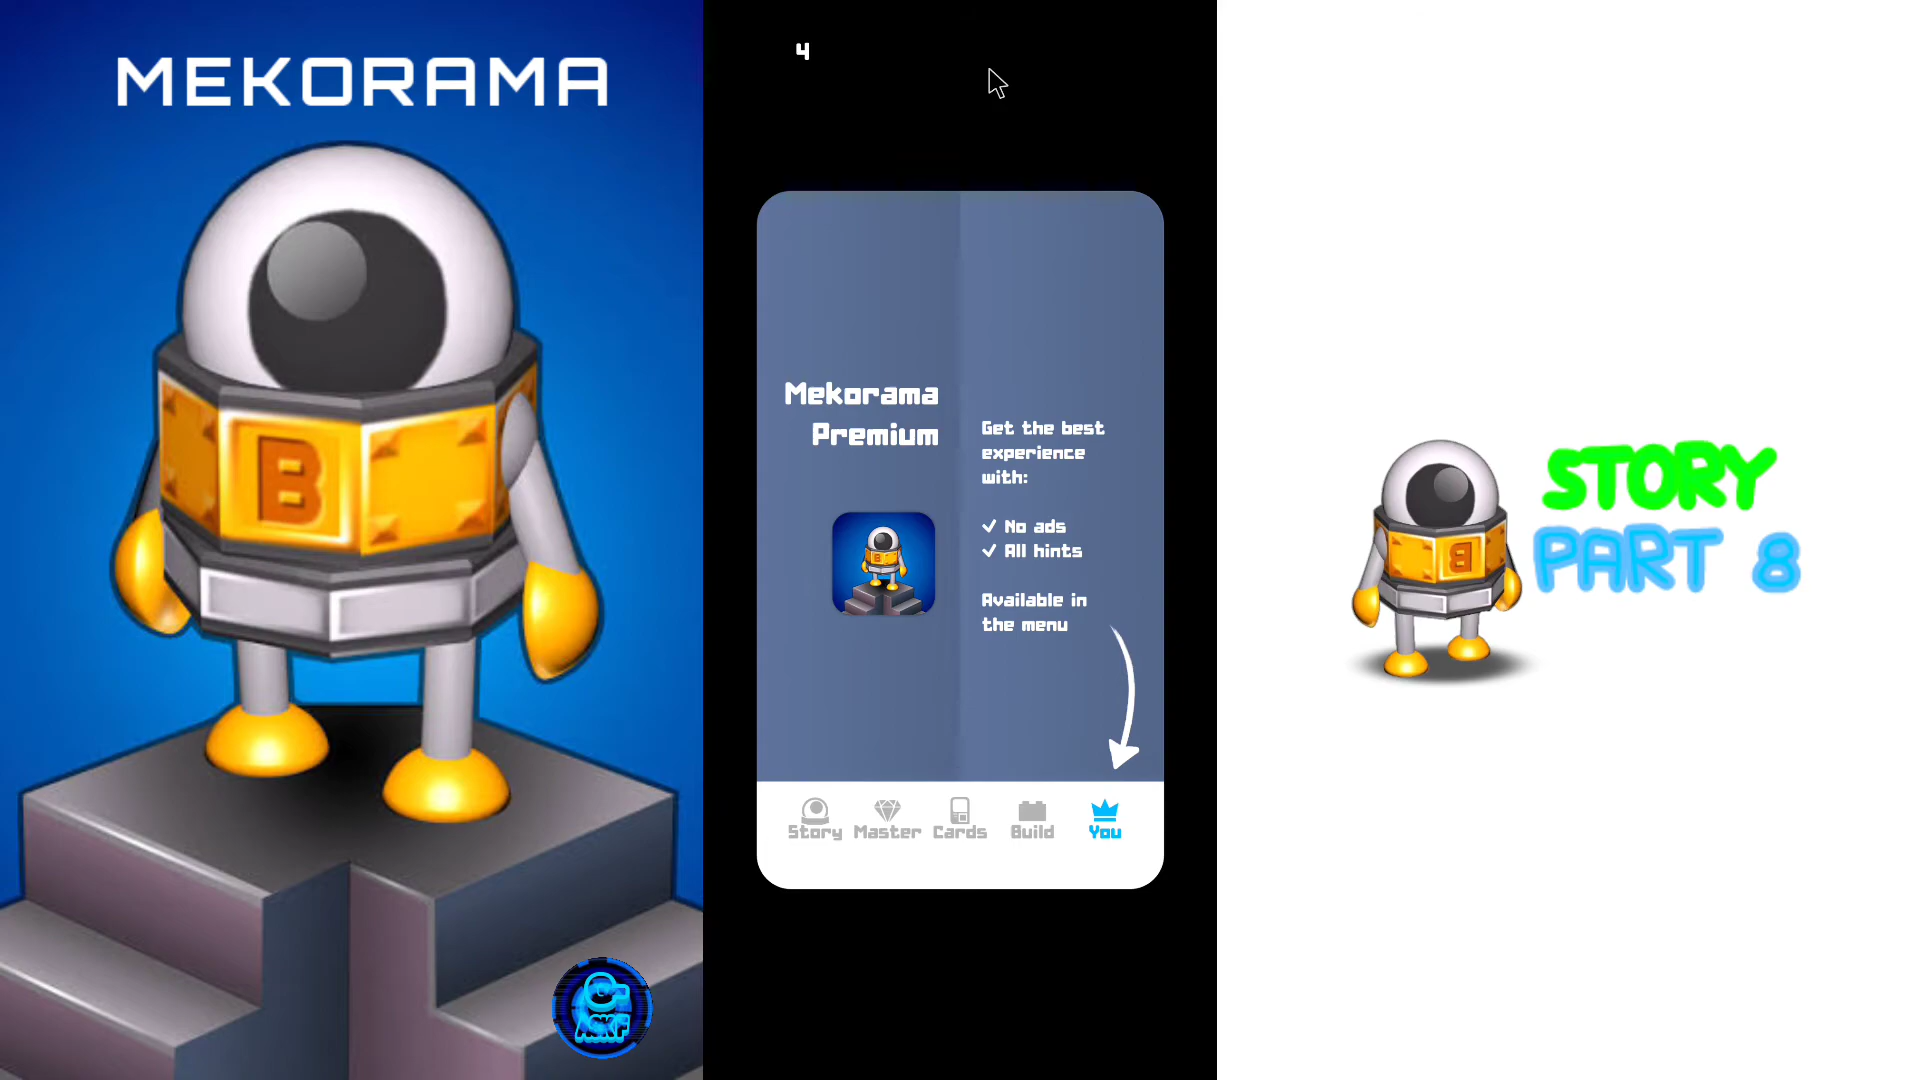 MEKORAMA
B
ASKF
4
Mekorama
Premium
Get the best
experience
with:
✓ No ads
✓ All hints
Available in
the menu
B
Story
Master
Cards
Build
You
STORY
PART 8
B